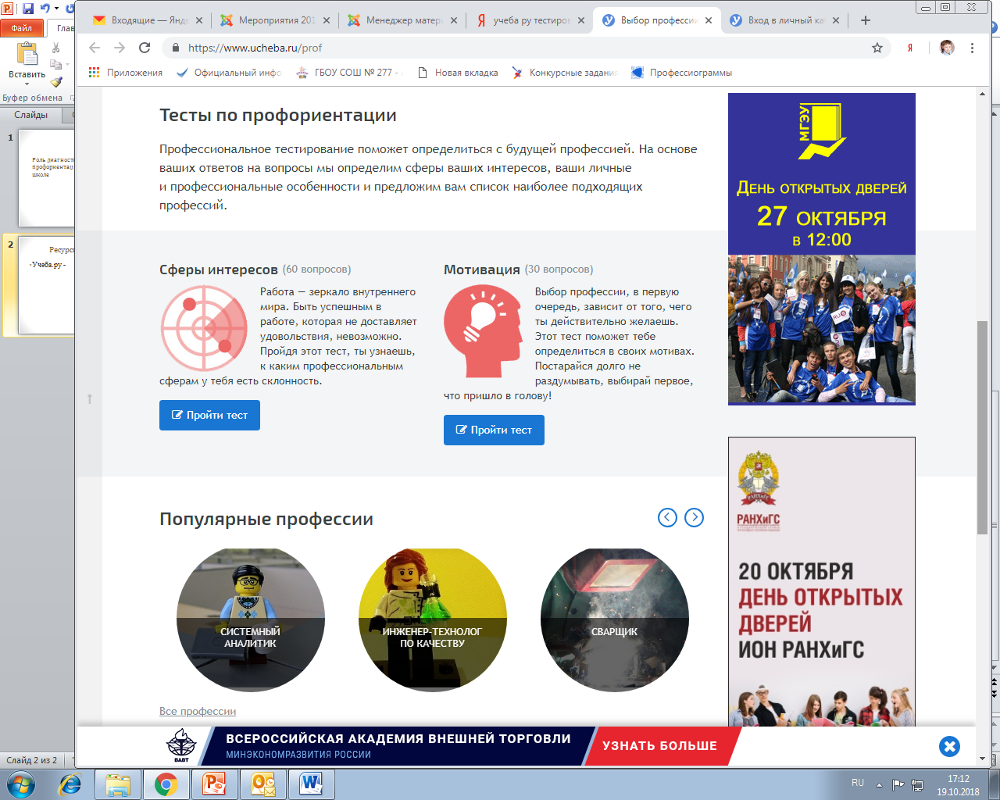 Входящие — Янде
Мероприятия 201
Менеджер матери
учеба ру тестиров
Выбор профессии
Вход в личный ка
Файл
Глав
https://www.ucheba.ru/prof
Вставить
Приложения
Официальный инфо
ГБОУ СОШ № 277 -
Новая вкладка
Конкурсные задани
Профессиограммы
Буфер обмена
Слайды
1
Роль диагност
профориентац
школе
2
Ресурс
Учеба.ру -
Тесты по профориентации
Профессиональное тестирование поможет определиться с будущей профессией. На основе
ваших ответов на вопросы мы определим сферы ваших интересов, ваши личные
и профессиональные особенности и предложим вам список наиболее подходящих
профессий.
Сферы интересов (60 вопросов)
Работа — зеркало внутреннего
мира. Быть успешным в
работе, которая не доставляет
удовольствия, невозможно.
Пройдя этот тест, ты узнаешь,
к каким профессиональным
сферам у тебя есть склонность.
Пройти тест
Мотивация (30 вопросов)
Выбор профессии, в первую
очередь, зависит от того, чего
ты действительно желаешь.
Этот тест поможет тебе
определиться в своих мотивах.
Постарайся долго не
раздумывать, выбирай первое,
что пришло в голову!
Пройти тест
МГЭУ
День открытых дверей
27 октября
в 12:00
Популярные профессии
СИСТЕМНЫЙ
АНАЛИТИК
ИНЖЕНЕР-ТЕХНОЛОГ
ПО КАЧЕСТВУ
СВАРЩИК
Все профессии
РАНХиГС
РАНХиГС
20 ОКТЯБРЯ
ДЕНЬ ОТКРЫТЫХ
ДВЕРЕЙ
ИОН РАНХиГС
ВАВТ
ВСЕРОССИЙСКАЯ АКАДЕМИЯ ВНЕШНЕЙ ТОРГОВЛИ
МИНЭКОНОМРАЗВИТИЯ РОССИИ
УЗНАТЬ БОЛЬШЕ
Слайд 2 из 2
RU
17:12
19.10.2018